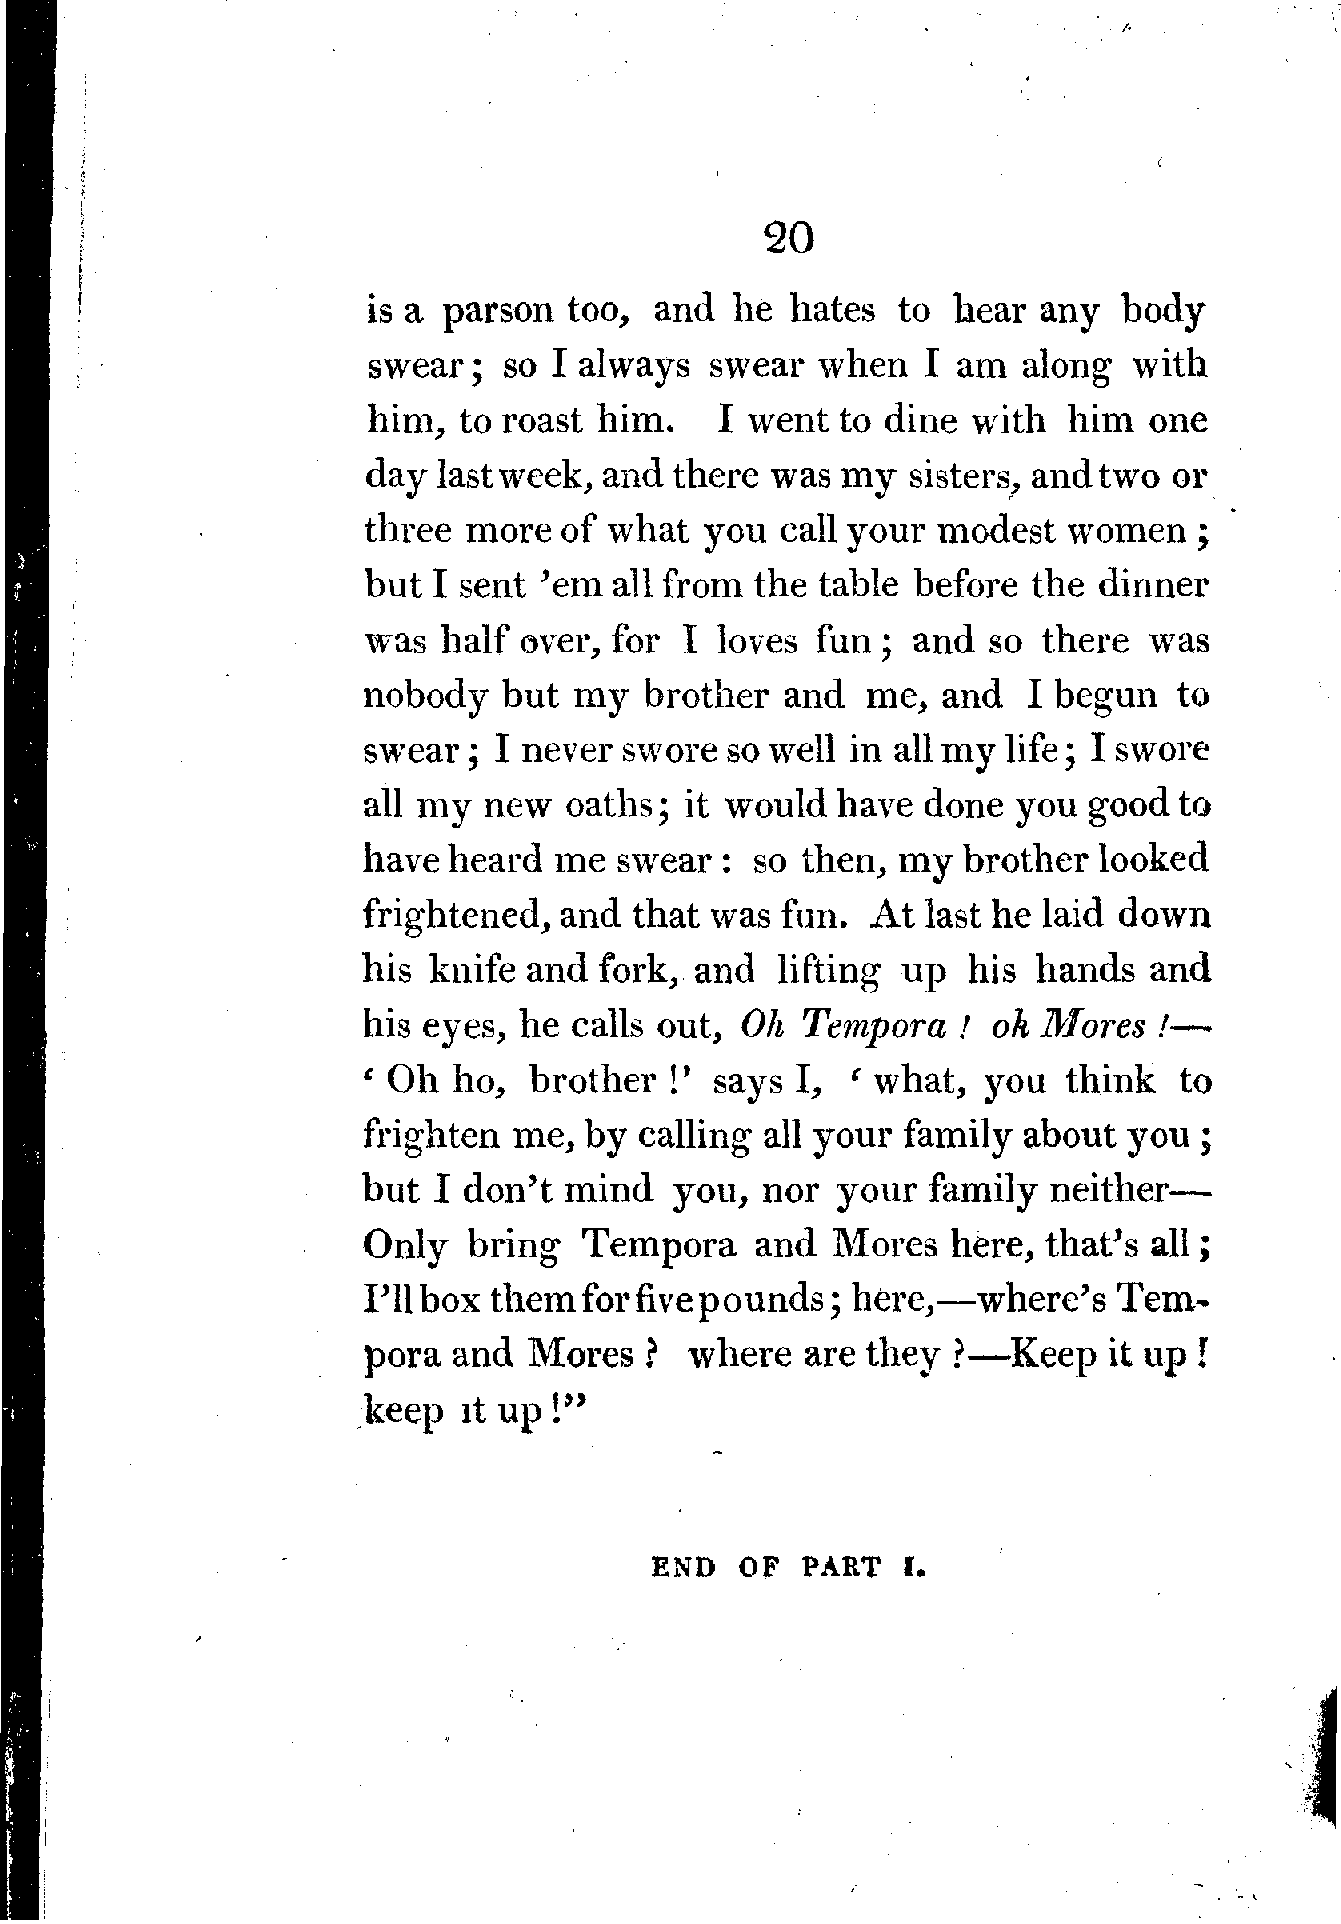 20
is a parson too, and he hates to hear any body
swear; so I always swear when I am along with
him, to roast him. I went to dine with him one
day last week, and there was my sisters, and two or
three more of what you call your modest women;
but I sent 'em all from the table before the dinner
was half over, for I loves fun; and so there was
nobody but my brother and me, and I begun to
swear; I never swore so well in all my life; I swore
all my new oaths; it would have done you good to
have heard me swear: so then, my brother looked
frightened, and that was fun. At last he laid down
his knife and fork, and lifting up his hands and
his eyes, he calls out, Oh Tempora! oh Mores!—
‘Oh ho, brother!’ says I, ‘what, you think to
frighten me, by calling all your family about you;
but I don't mind you, nor your family neither—
Only bring Tempora and Mores here, that's all;
I'll box them for five pounds; here,—where's Tem-
pora and Mores? where are they?—Keep it up!
keep it up!”
END OF PART I.